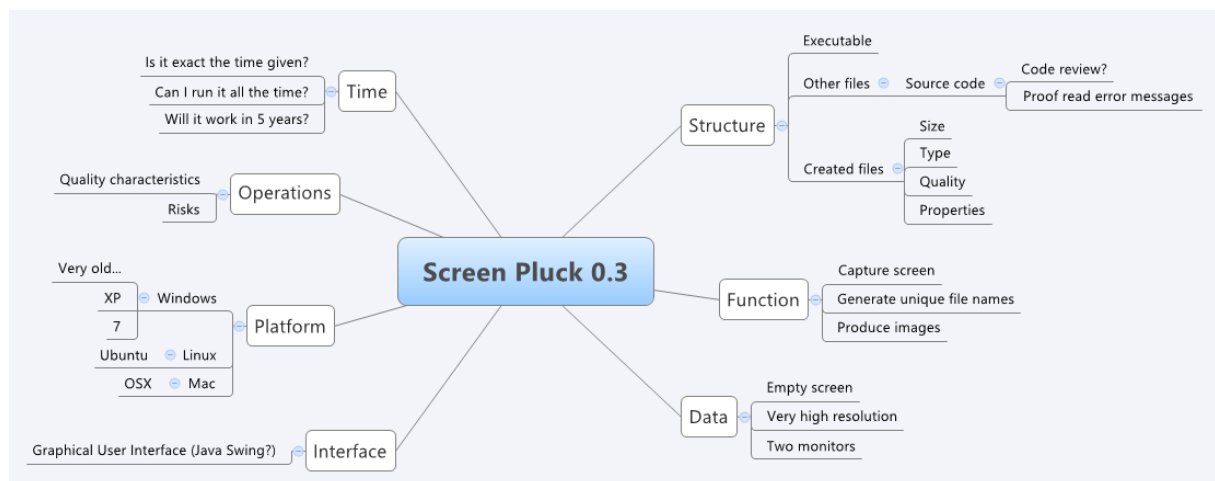 Screen Pluck 0.3
Time
Is it exact the time given?
Can I run it all the time?
Will it work in 5 years?
Operations
Quality characteristics
Risks
Platform
Windows
Very old...
XP
7
Linux
Ubuntu
Mac
OSX
Interface
Graphical User Interface (Java Swing?)
Structure
Executable
Other files
Source code
Code review?
Proof read error messages
Created files
Size
Type
Quality
Properties
Function
Capture screen
Generate unique file names
Produce images
Data
Empty screen
Very high resolution
Two monitors